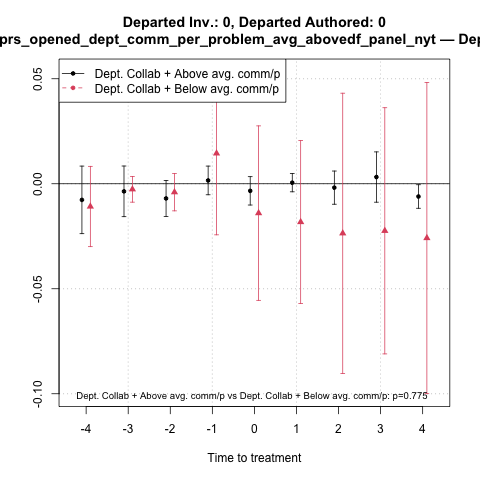 Departed Inv.: 0, Departed Authored: 0
prs_opened_dept_comm_per_problem_avg_abovedf_panel_nyt — Dep
Dept. Collab + Above avg. comm/p
Dept. Collab + Below avg. comm/p
0.05
0.00
-0.05
-0.10
Dept. Collab + Above avg. comm/p vs Dept. Collab + Below avg. comm/p: p=0.775
-4 -3 -2 -1 0 1 2 3 4
Time to treatment